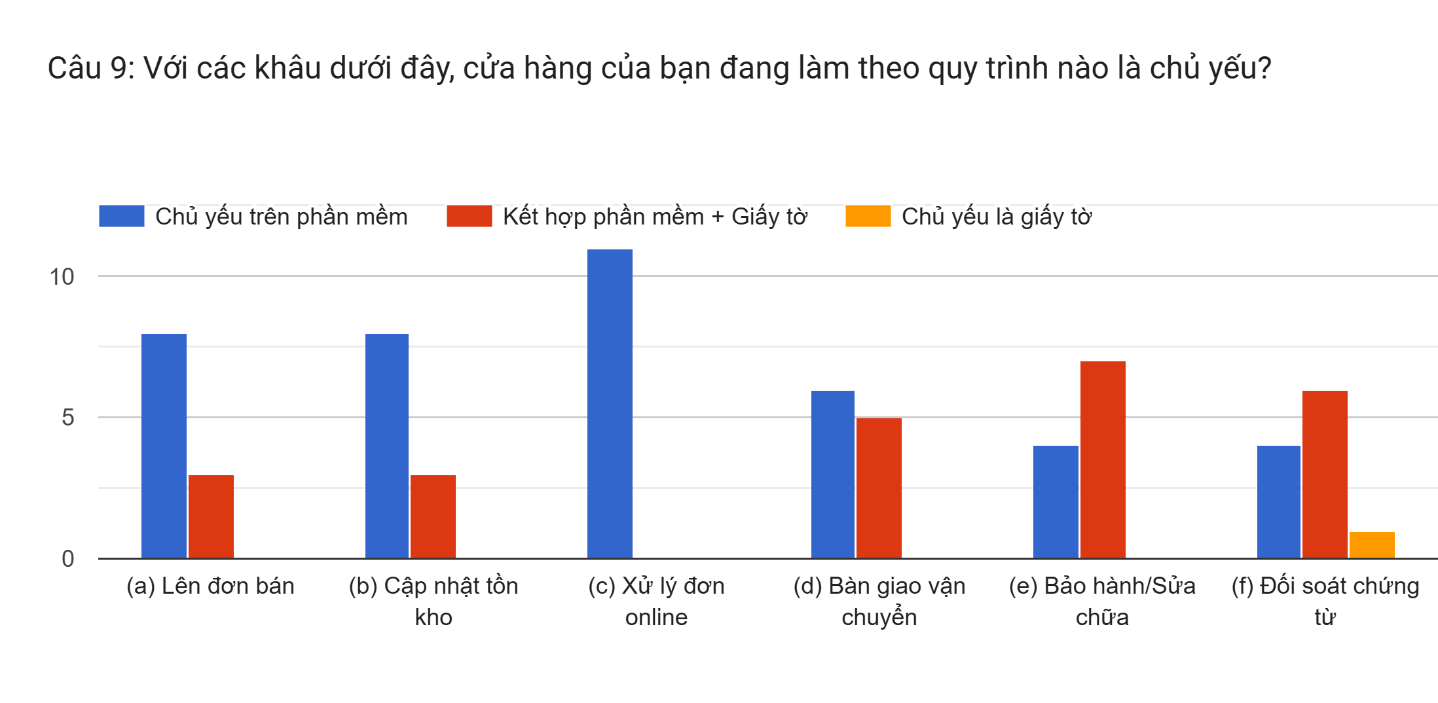 Câu 9: Với các khâu dưới đây, cửa hàng của bạn đang làm theo quy trình nào là chủ yếu?
Chủ yếu trên phần mềm
Kết hợp phần mềm + Giấy tờ
Chủ yếu là giấy tờ
10
5
0
(a) Lên đơn bán
(b) Cập nhật tồn
kho
(c) Xử lý đơn
online
(d) Bàn giao vận
chuyển
(e) Bảo hành/Sửa
chữa
(f) Đối soát chứng
từ